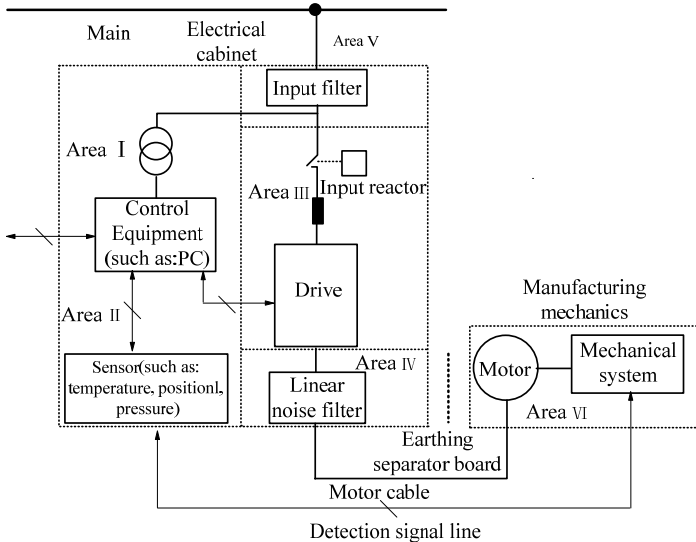 Main
Electrical
cabinet
Area V
Input filter
Area I
Area III
Input reactor
Control
Equipment
(such as:PC)
Drive
Area II
Manufacturing
mechanics
Sensor(such as:
temperature, positionl,
pressure)
Area IV
Linear
noise filter
Motor
Mechanical
system
Area VI
Earthing
separator board
Motor cable
Detection signal line